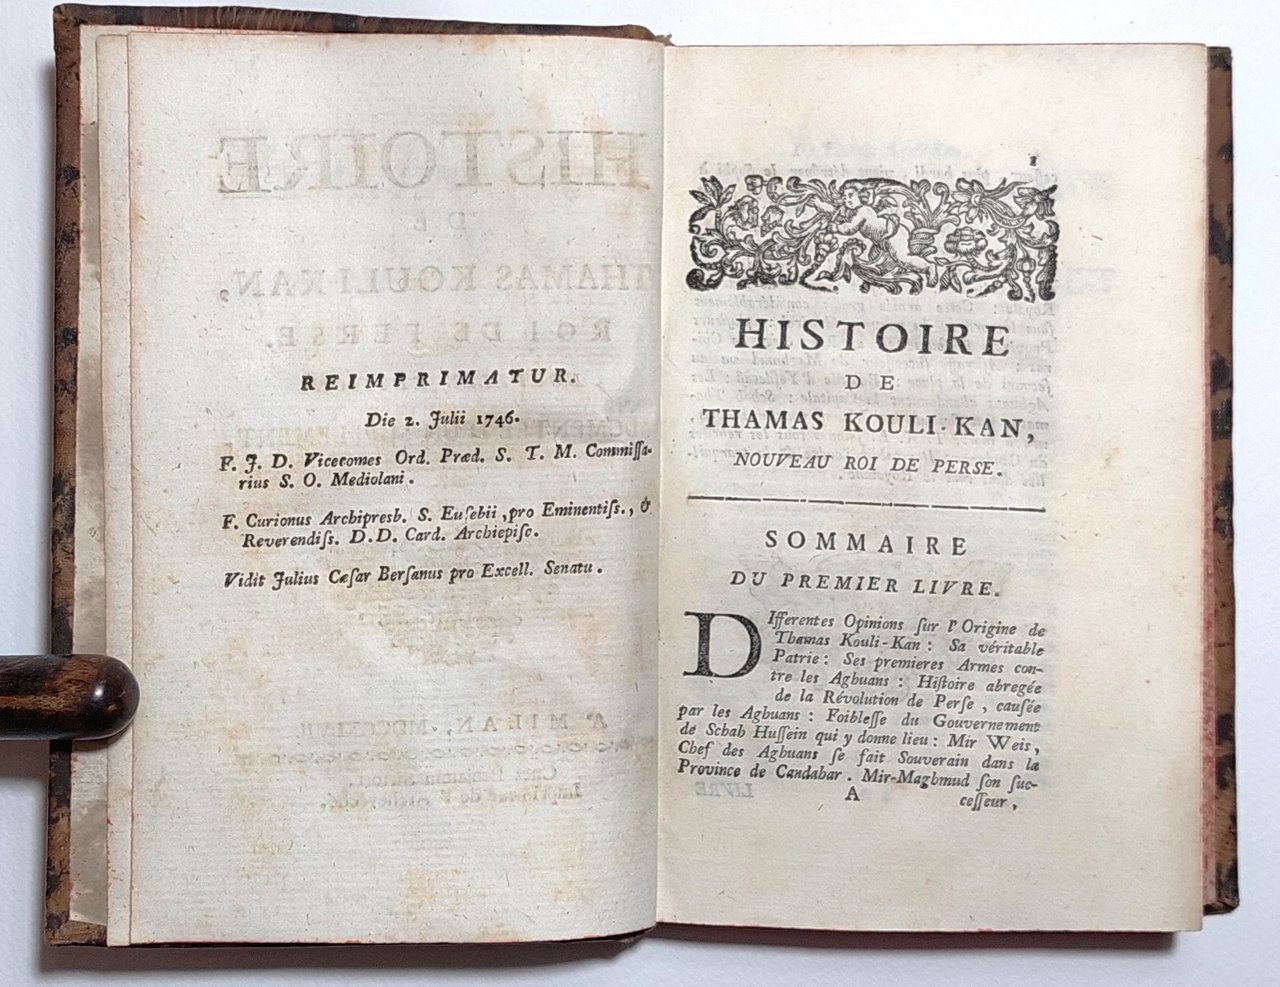 REIMPRIMATUR.
Die 2. Julii 1746.
F. J. D. Vicecomes Ord. Præd. S. T. M. Commiſſa-
rius S. O. Mediolani.
F. Curionus Archipresb. S. Euſebii, pro Eminentiſs., &
Reverendiſs. D. D. Card. Archiepiſc.
Vidit Julius Cæſar Berſanus pro Excell. Senatu.
1
HISTOIRE
DE
THAMAS KOULI-KAN,
NOUVEAU ROI DE PERSE.
SOMMAIRE
DU PREMIER LIVRE.
DIfferentes Opinions ſur l'Origine de
Thamas Kouli-Kan: Sa véritable
Patrie: Ses premieres Armes con-
tre les Aghuans: Hiſtoire abregée
de la Révolution de Perſe, cauſée
par les Aghuans: Foibleſſe du Gouvernement
de Schah Huſſein qui y donne lieu: Mir Weis,
Chef des Aghuans ſe fait Souverain dans la
Province de Candahar. Mir-Maghmud ſon ſuc-
A ceſſeur,